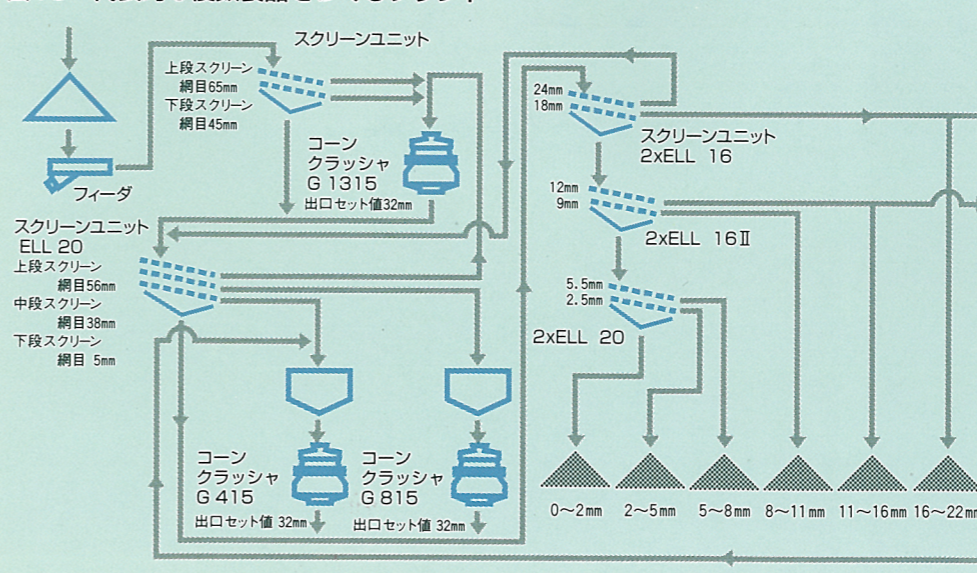 スクリーンユニット
上段スクリーン
網目65mm
下段スクリーン
網目45mm
フィーダ
コーン
クラッシャ
G 1315
出口セット値32mm
スクリーンユニット
ELL 20
上段スクリーン
網目56mm
中段スクリーン
網目38mm
下段スクリーン
網目 5mm
コーン
クラッシャ
G 415
出口セット値 32mm
コーン
クラッシャ
G 815
出口セット値 32mm
24mm
18mm
スクリーンユニット
2xELL 16
12mm
9mm
2xELL 16Ⅱ
5.5mm
2.5mm
2xELL 20
0〜2mm
2〜5mm
5〜8mm
8〜11mm
11〜16mm
16〜22mm